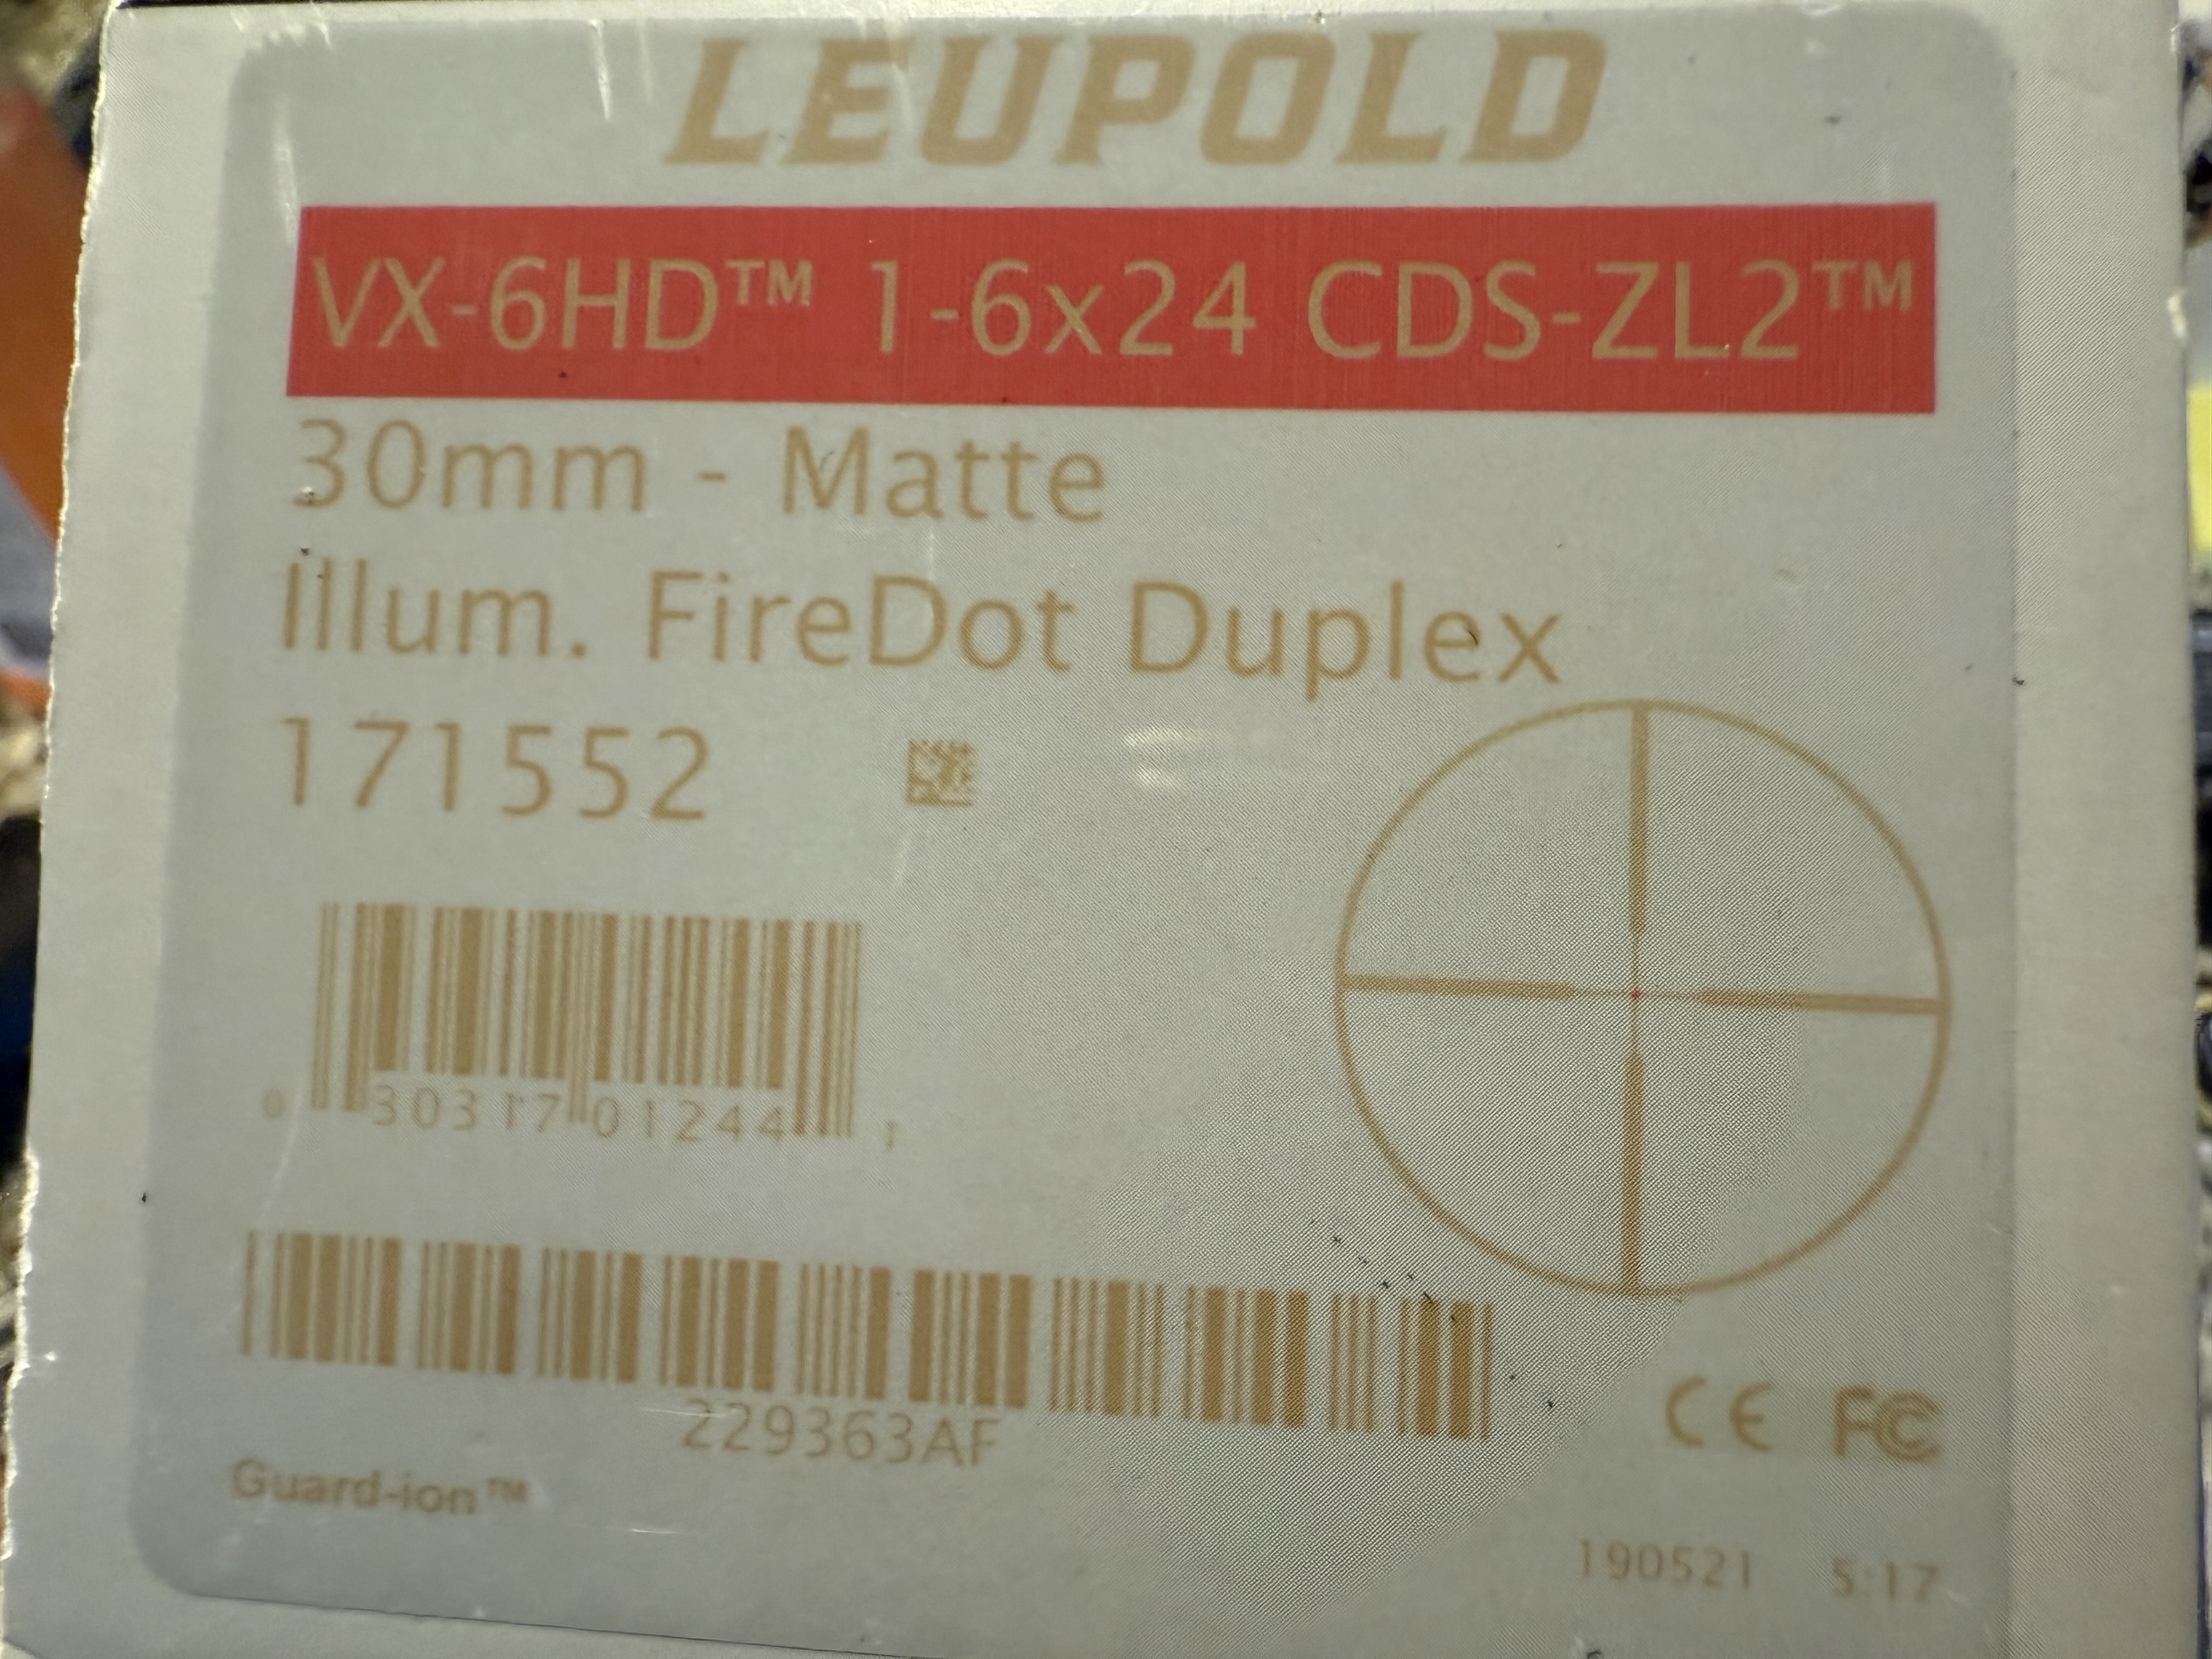 LEUPOLD
VX-6HD™ 1-6x24 CDS-ZL2™
30mm - Matte
Illum. FireDot Duplex
171552
0 30317 01244 1
229363AF
Guard-ion™
CE FC
190521 5:17